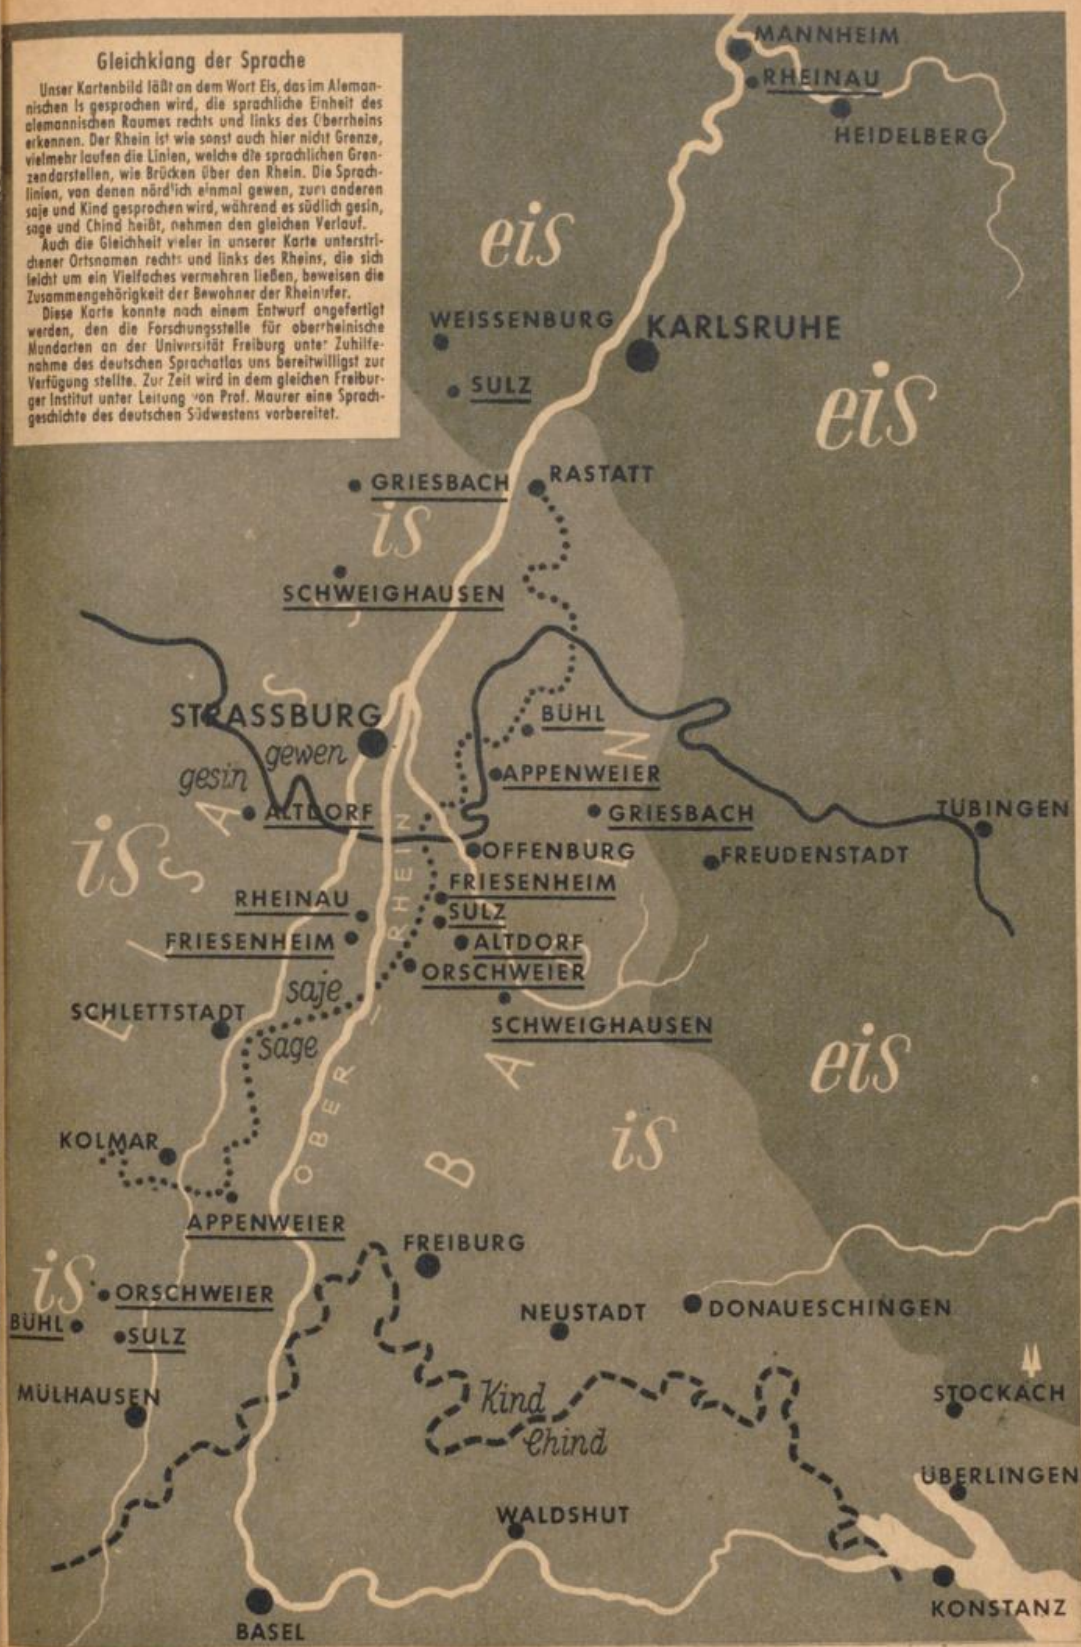 Gleichklang der Sprache
Unser Kartenbild läßt an dem Wort Eis, das im Aleman-
nischen Is gesprochen wird, die sprachliche Einheit des
alemannischen Raumes rechts und links des Oberrheins
erkennen. Der Rhein ist wie sonst auch hier nicht Grenze,
vielmehr laufen die Linien, welche die sprachlichen Gren-
zendarstellen, wie Brücken über den Rhein. Die Sprach-
linien, von denen nördlich einmal gewen, zum anderen
saje und Kind gesprochen wird, während es südlich gesin,
sage und Chind heißt, nehmen den gleichen Verlauf.
Auch die Gleichheit vieler in unserer Karte unterstri-
chener Ortsnamen rechts und links des Rheins, die sich
leicht um ein Vielfaches vermehren ließen, beweisen die
Zusammengehörigkeit der Bewohner der Rheinufer.
Diese Karte konnte nach einem Entwurf angefertigt
werden, den die Forschungsstelle für oberrheinische
Mundarten an der Universität Freiburg unter Zuhilfe-
nahme des deutschen Sprachatlas uns bereitwilligst zur
Verfügung stellte. Zur Zeit wird in dem gleichen Freibur-
ger Institut unter Leitung von Prof. Maurer eine Sprach-
geschichte des deutschen Südwestens vorbereitet.
MANNHEIM
RHEINAU
HEIDELBERG
eis
WEISSENBURG
KARLSRUHE
SULZ
eis
GRIESBACH
RASTATT
is
SCHWEIGHAUSEN
STRASSBURG
BÜHL
gewen
gesin
APPENWEIER
ALTDORF
GRIESBACH
TÜBINGEN
is
OFFENBURG
FREUDENSTADT
FRIESENHEIM
RHEINAU
SULZ
FRIESENHEIM
ALTDORF
ORSCHWEIER
saje
SCHLETTSTADT
SCHWEIGHAUSEN
sage
eis
ELSASS
BADEN
OBER-RHEIN
is
KOLMAR
APPENWEIER
FREIBURG
is
ORSCHWEIER
NEUSTADT
DONAUESCHINGEN
BÜHL
SULZ
MÜLHAUSEN
Kind
Chind
STOCKACH
ÜBERLINGEN
WALDSHUT
KONSTANZ
BASEL